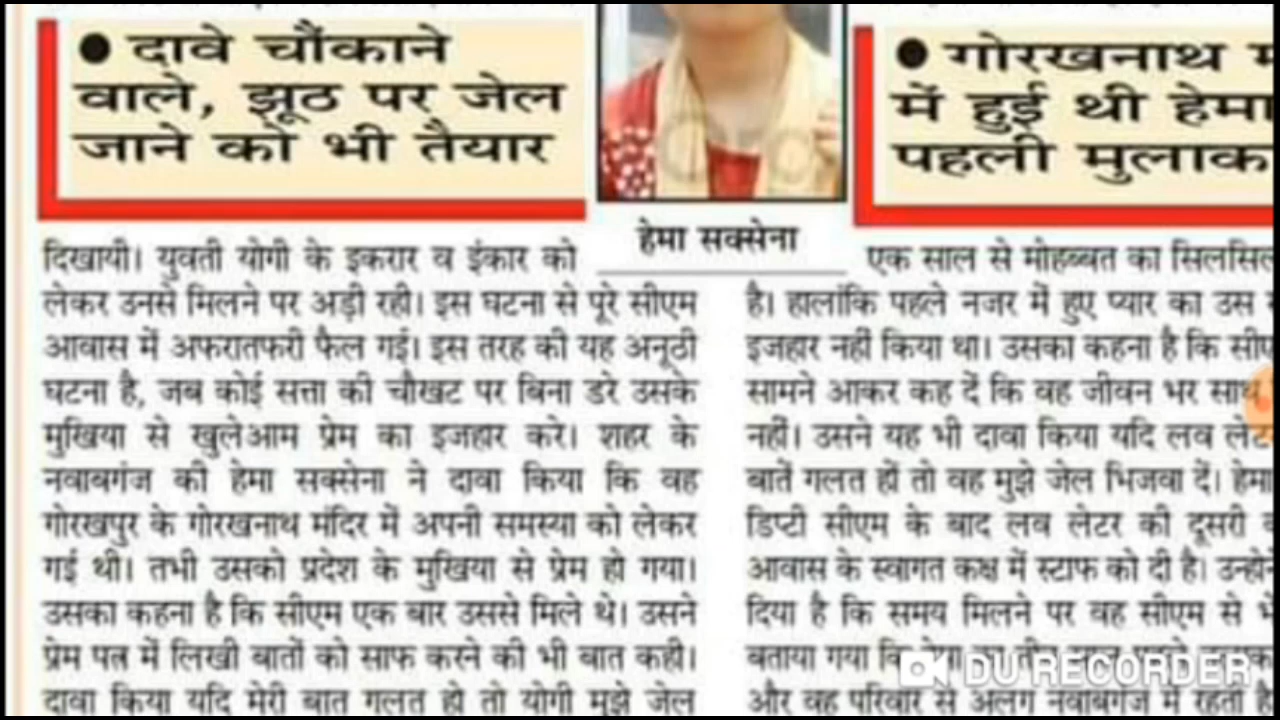 ● दावे चौंकाने
वाले, झूठ पर जेल
जाने को भी तैयार
हेमा सक्सेना
● गोरखनाथ
में हुई थी हेमा
पहली मुलाक
दिखायी। युवती योगी के इकरार व इंकार को
लेकर उनसे मिलने पर अड़ी रही। इस घटना से पूरे सीएम
आवास में अफरातफरी फैल गई। इस तरह की यह अनूठी
घटना है, जब कोई सत्ता की चौखट पर बिना डरे उसके
मुखिया से खुलेआम प्रेम का इजहार करे। शहर के
नवाबगंज की हेमा सक्सेना ने दावा किया कि वह
गोरखपुर के गोरखनाथ मंदिर में अपनी समस्या को लेकर
गई थी। तभी उसको प्रदेश के मुखिया से प्रेम हो गया।
उसका कहना है कि सीएम एक बार उससे मिले थे। उसने
प्रेम पत्र में लिखी बातों को साफ करने की भी बात कही।
दावा किया यदि मेरी बात गलत हो तो योगी मुझे जेल
एक साल से मोहब्बत का सिलसिल
है। हालांकि पहले नजर में हुए प्यार का उस
इजहार नहीं किया था। उसका कहना है कि सीए
सामने आकर कह दें कि वह जीवन भर साथ
नहीं। उसने यह भी दावा किया यदि लव लेट
बातें गलत हों तो वह मुझे जेल भिजवा दें। हेमा
डिप्टी सीएम के बाद लव लेटर की दूसरी
आवास के स्वागत कक्ष में स्टाफ को दी है। उन्होंने
दिया है कि समय मिलने पर वह सीएम से भे
बताया गया
और वह परिवार से अलग नवाबगंज में रहती है
DU RECORDER